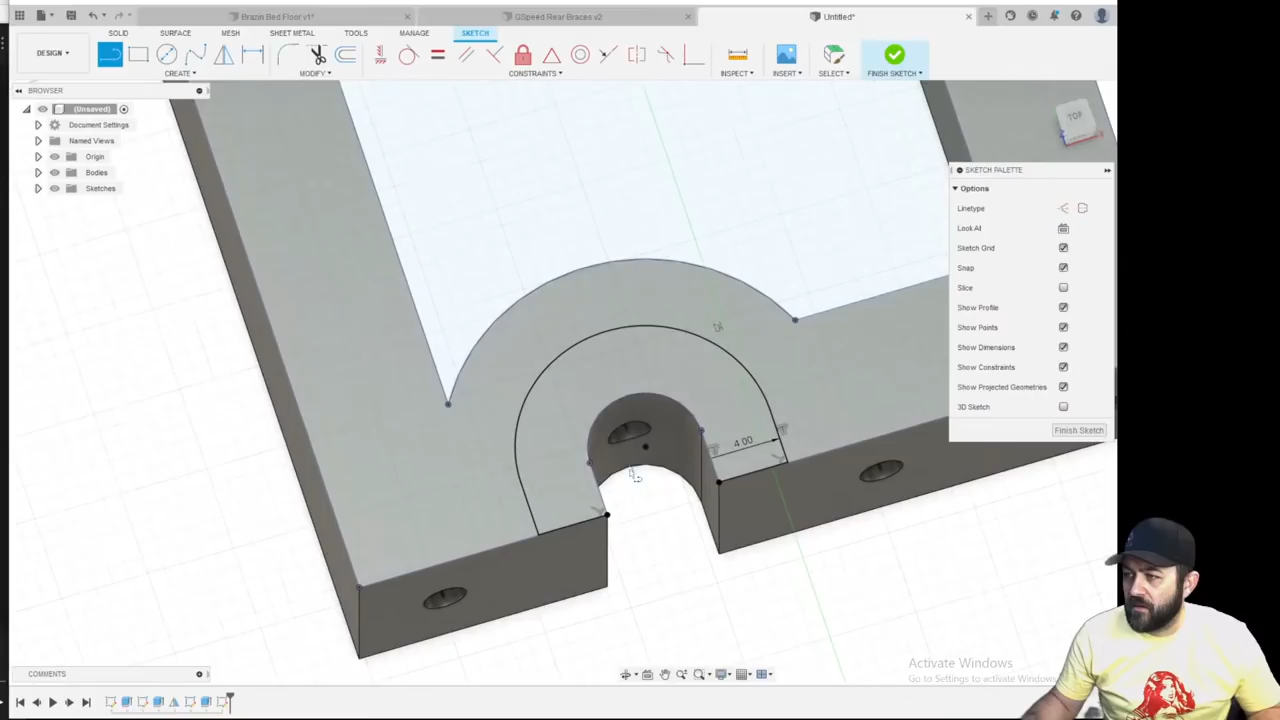 Brazin Bed Floor v1*
GSpeed Rear Braces v2
Untitled*
DESIGN
SOLID
SURFACE
MESH
SHEET METAL
TOOLS
MANAGE
SKETCH
CREATE
MODIFY
CONSTRAINTS
INSPECT
INSERT
SELECT
FINISH SKETCH
BROWSER
(Unsaved)
Document Settings
Named Views
Origin
Bodies
Sketches
TOP
SKETCH PALETTE
Options
Linetype
Look At
Sketch Grid
Snap
Slice
Show Profile
Show Points
Show Dimensions
Show Constraints
Show Projected Geometries
3D Sketch
Finish Sketch
4.00
Activate Windows
Go to Settings to activate Windows
COMMENTS